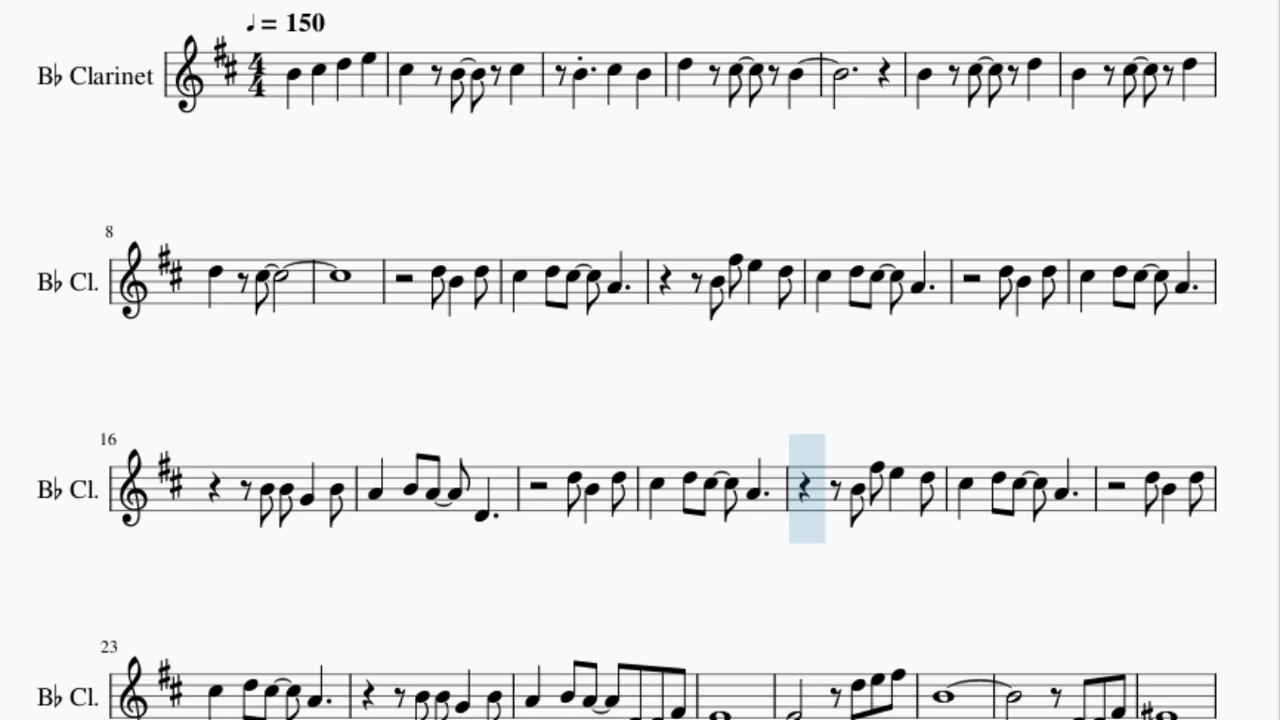 ♩ = 150
B♭ Clarinet
4
4
8
B♭ Cl.
16
B♭ Cl.
23
B♭ Cl.